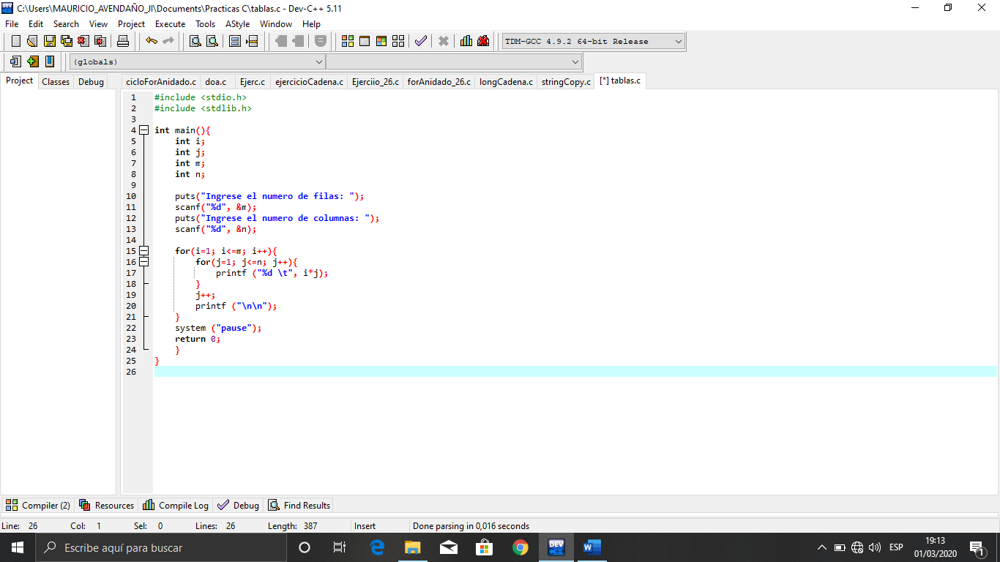 C:\Users\MAURICIO_AVENDAÑO_JI\Documents\Practicas C\tablas.c - Dev-C++ 5.11
File Edit Search View Project Execute Tools AStyle Window Help
TDM-GCC 4.9.2 64-bit Release
(globals)
Project Classes Debug cicloForAnidado.c doa.c Ejerc.c ejercicioCadena.c Ejerciio_26.c forAnidado_26.c longCadena.c stringCopy.c [*] tablas.c
1 #include <stdio.h>
2 #include <stdlib.h>
3
4 int main(){
5 int i;
6 int j;
7 int m;
8 int n;
9
10 puts("Ingrese el numero de filas: ");
11 scanf("%d", &m);
12 puts("Ingrese el numero de columnas: ");
13 scanf("%d", &n);
14
15 for(i=1; i<=m; i++){
16 for(j=1; j<=n; j++){
17 printf ("%d \t", i*j);
18 }
19 j++;
20 printf ("\n\n");
21 }
22 system ("pause");
23 return 0;
24 }
25 }
26
Compiler (2) Resources Compile Log Debug Find Results
Line: 26 Col: 1 Sel: 0 Lines: 26 Length: 387 Insert Done parsing in 0,016 seconds
Escribe aquí para buscar
DEV
ESP
19:13
01/03/2020
1